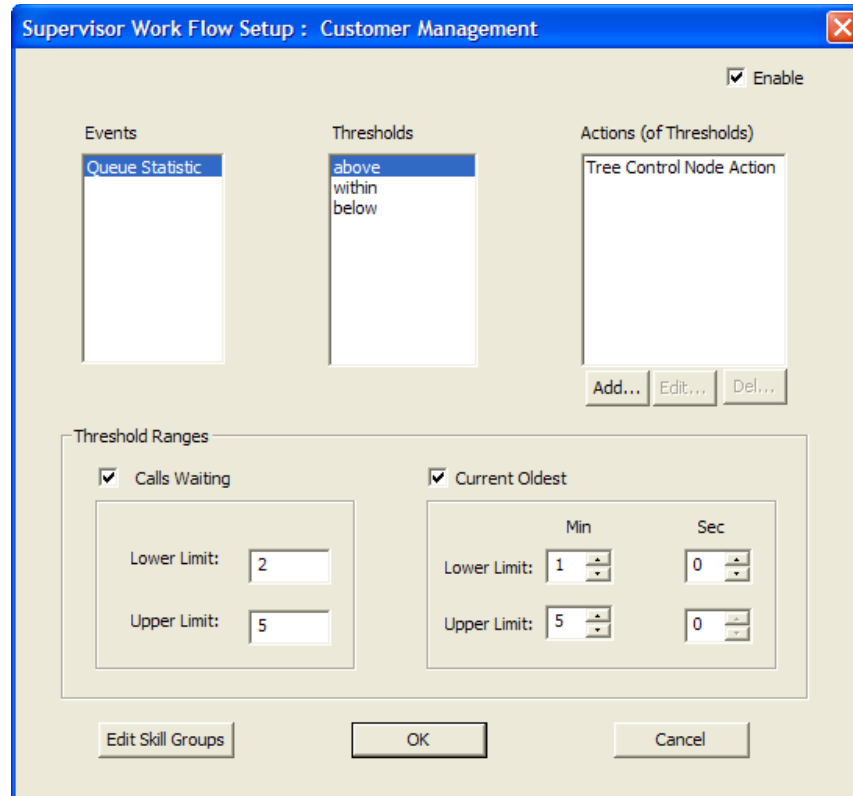 Supervisor Work Flow Setup :  Customer Management
Enable
Events
Thresholds
Actions (of Thresholds)
Queue Statistic
above
within
below
Tree Control Node Action
Add...
Edit...
Del...
Threshold Ranges
Calls Waiting
Current Oldest
Min
Sec
Lower Limit:
2
Lower Limit:
1
0
Upper Limit:
5
Upper Limit:
5
0
Edit Skill Groups
OK
Cancel